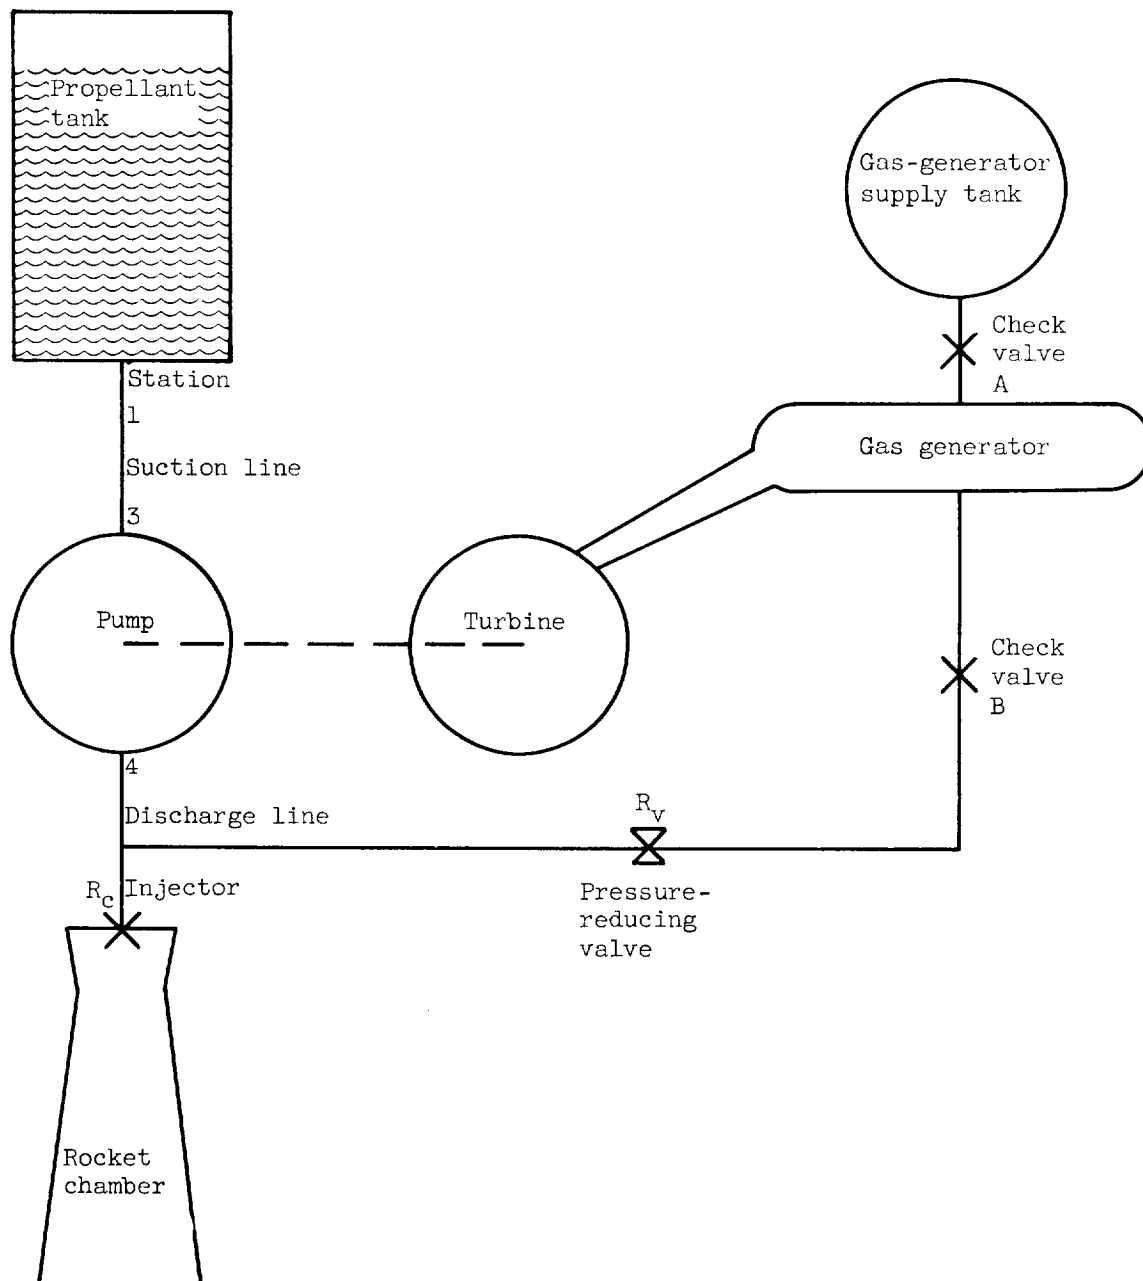 Propellant
tank
Gas-generator
supply tank
Check
valve
A
Station
1
Gas generator
Suction line
3
Pump
Turbine
Check
valve
B
4
Discharge line
R_v
R_c
Injector
Pressure-
reducing
valve
Rocket
chamber